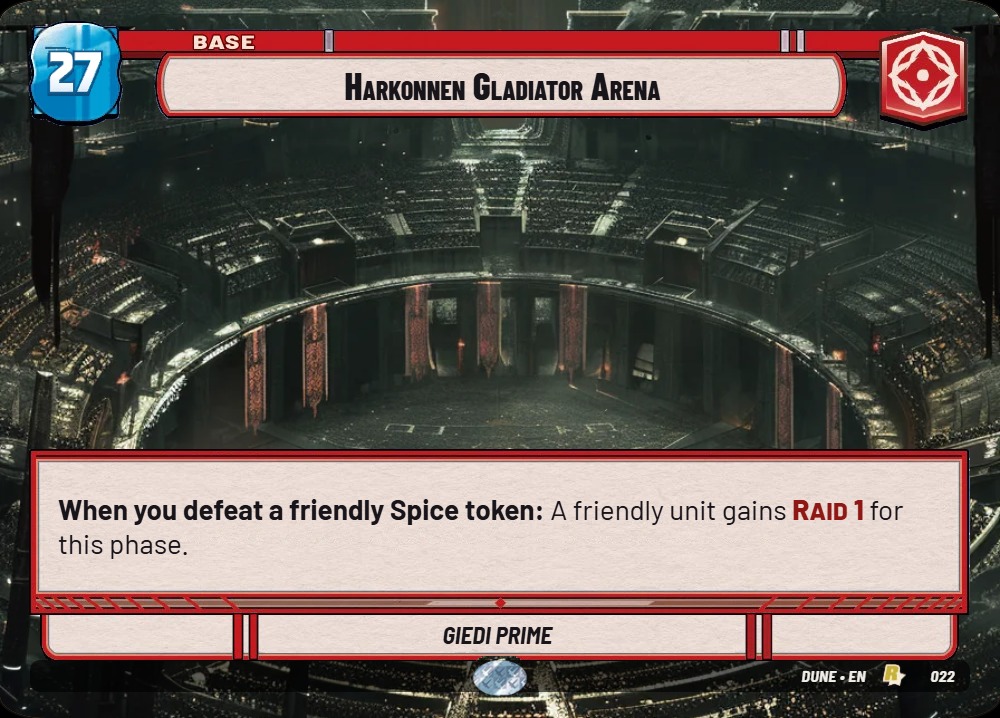 BASE
27
Harkonnen Gladiator Arena
When you defeat a friendly Spice token: A friendly unit gains Raid 1 for
this phase.
GIEDI PRIME
DUNE • EN R 022